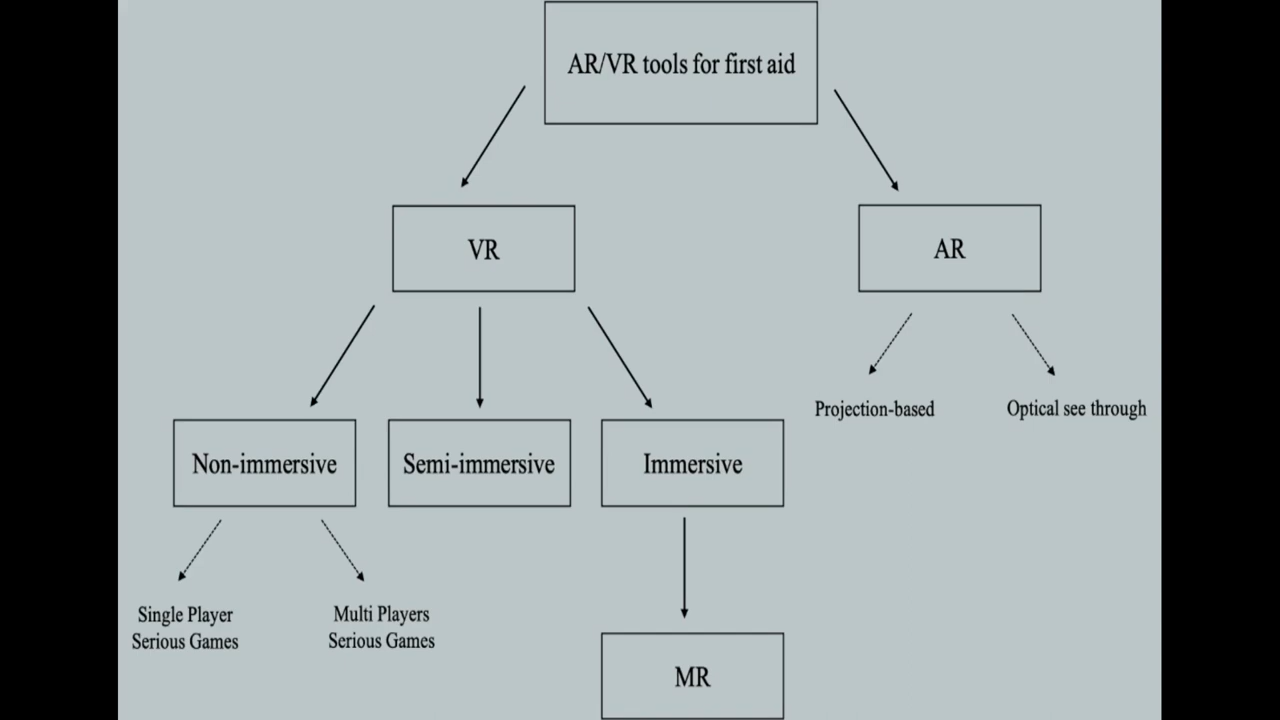 AR/VR tools for first aid
VR
AR
Projection-based
Optical see through
Non-immersive
Semi-immersive
Immersive
Single Player
Serious Games
Multi Players
Serious Games
MR